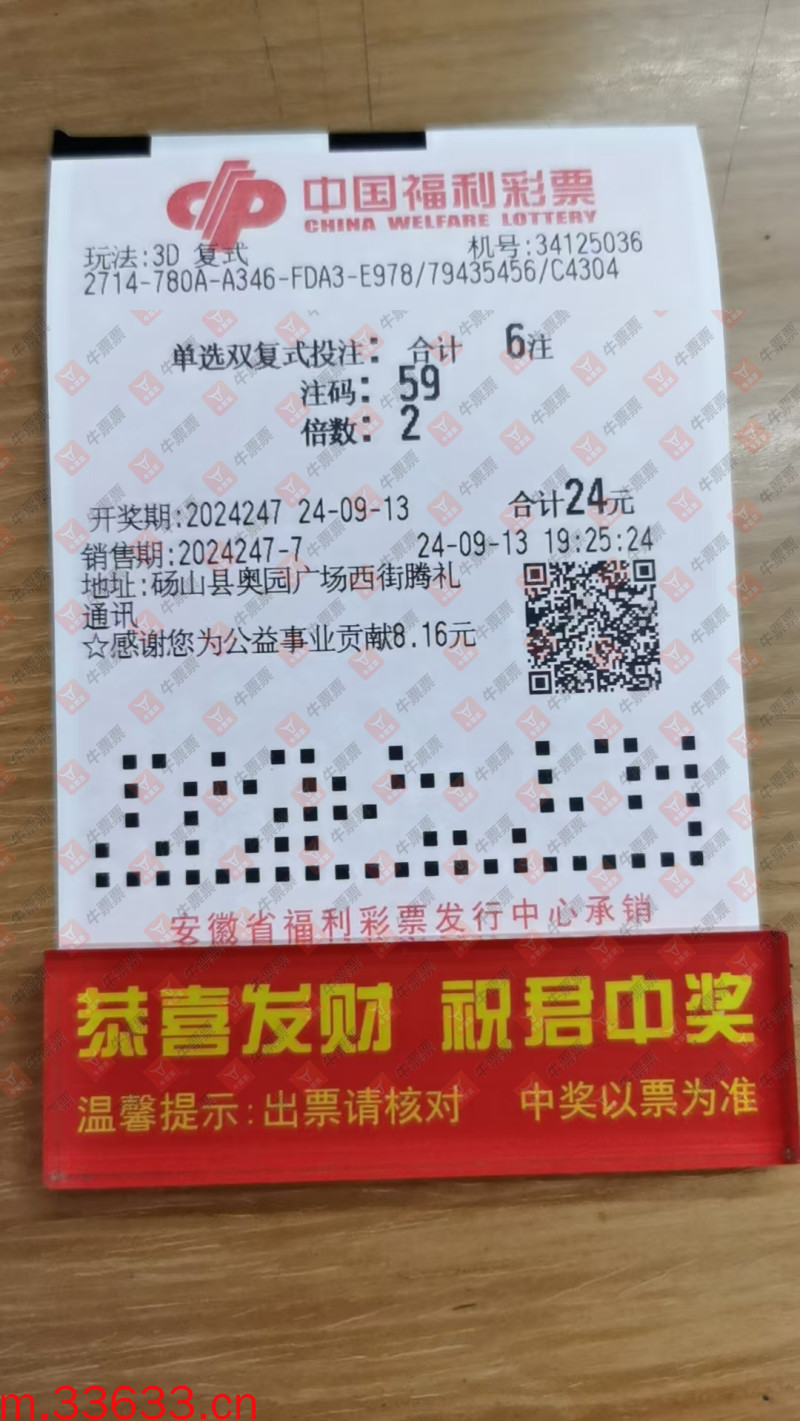 中国福利彩票
CHINA WELFARE LOTTERY
玩法:3D 复式 机号:34125036
2714-780A-A346-FDA3-E978/79435456/C4304
单选双复式投注: 合计 6注
注码: 59
倍数: 2
开奖期:2024247 24-09-13 合计24元
销售期:2024247-7 24-09-13 19:25:24
地址:砀山县奥园广场西街腾礼
通讯
☆感谢您为公益事业贡献8.16元
安徽省福利彩票发行中心承销
恭喜发财 祝君中奖
温馨提示:出票请核对 中奖以票为准
牛票票
m.33633.cn